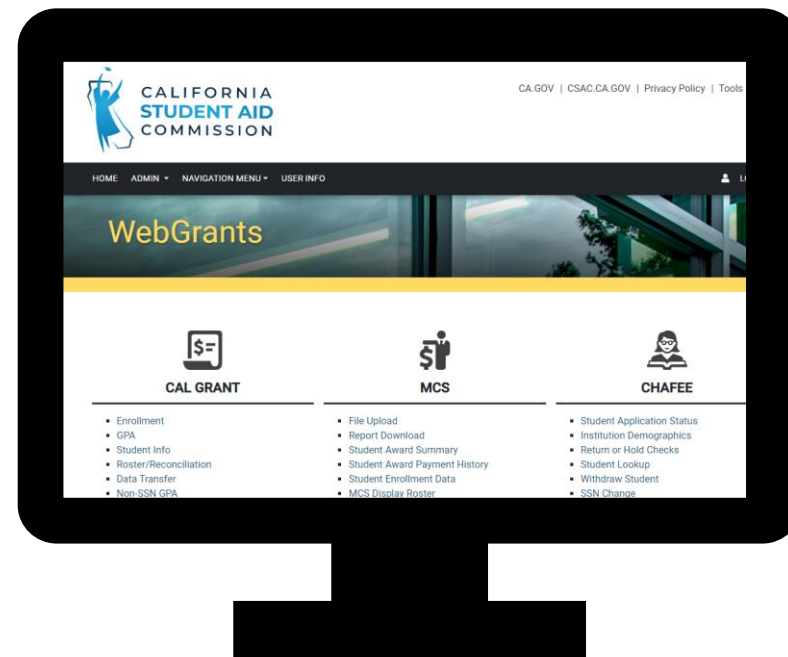 CALIFORNIA
STUDENT AID
COMMISSION
CA.GOV | CSAC.CA.GOV | Privacy Policy | Tools
HOME ADMIN NAVIGATION MENU USER INFO
WebGrants
CAL GRANT
Enrollment
GPA
Student Info
Roster/Reconciliation
Data Transfer
Non-SSN GPA
MCS
File Upload
Report Download
Student Award Summary
Student Award Payment History
Student Enrollment Data
MCS Display Roster
CHAFEE
Student Application Status
Institution Demographics
Return or Hold Checks
Student Lookup
Withdraw Student
SSN Change